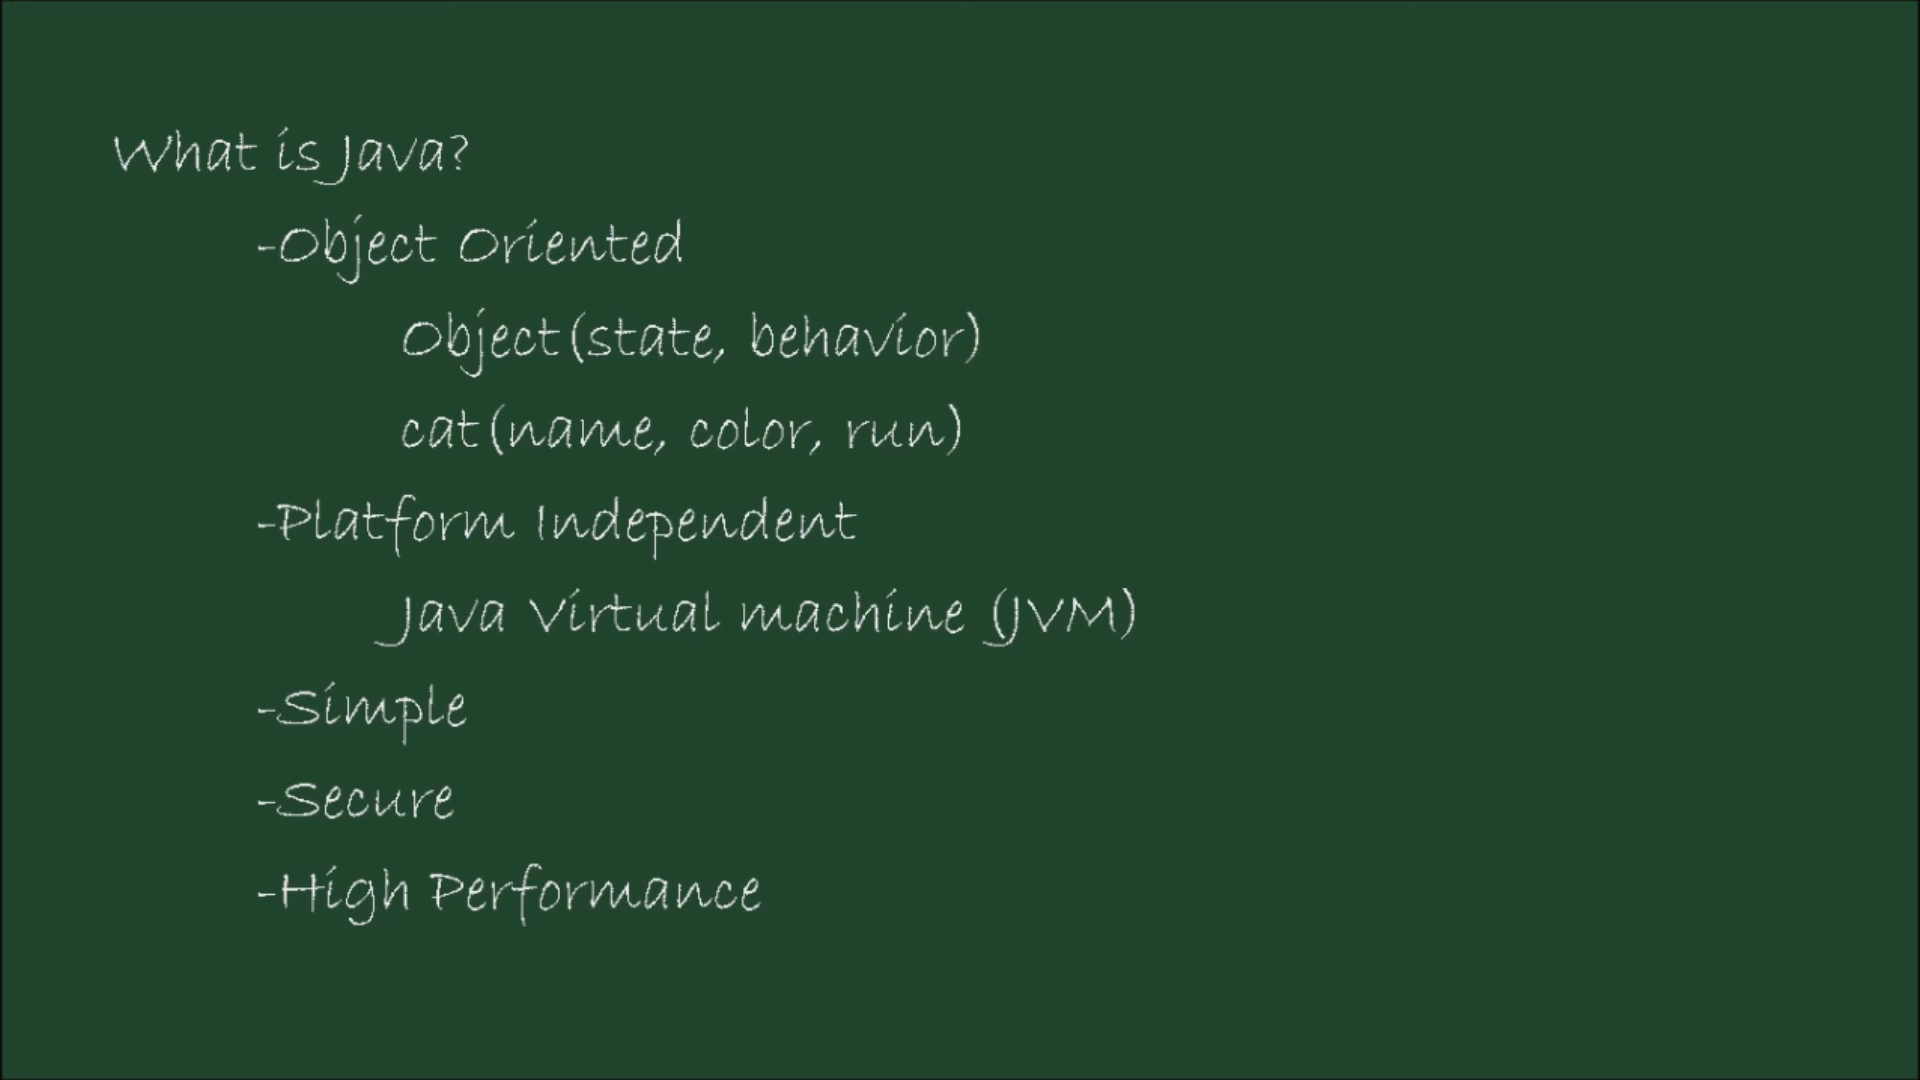 What is Java?
-Object Oriented
Object(state, behavior)
cat(name, color, run)
-Platform Independent
Java Virtual machine (JVM)
-Simple
-Secure
-High Performance